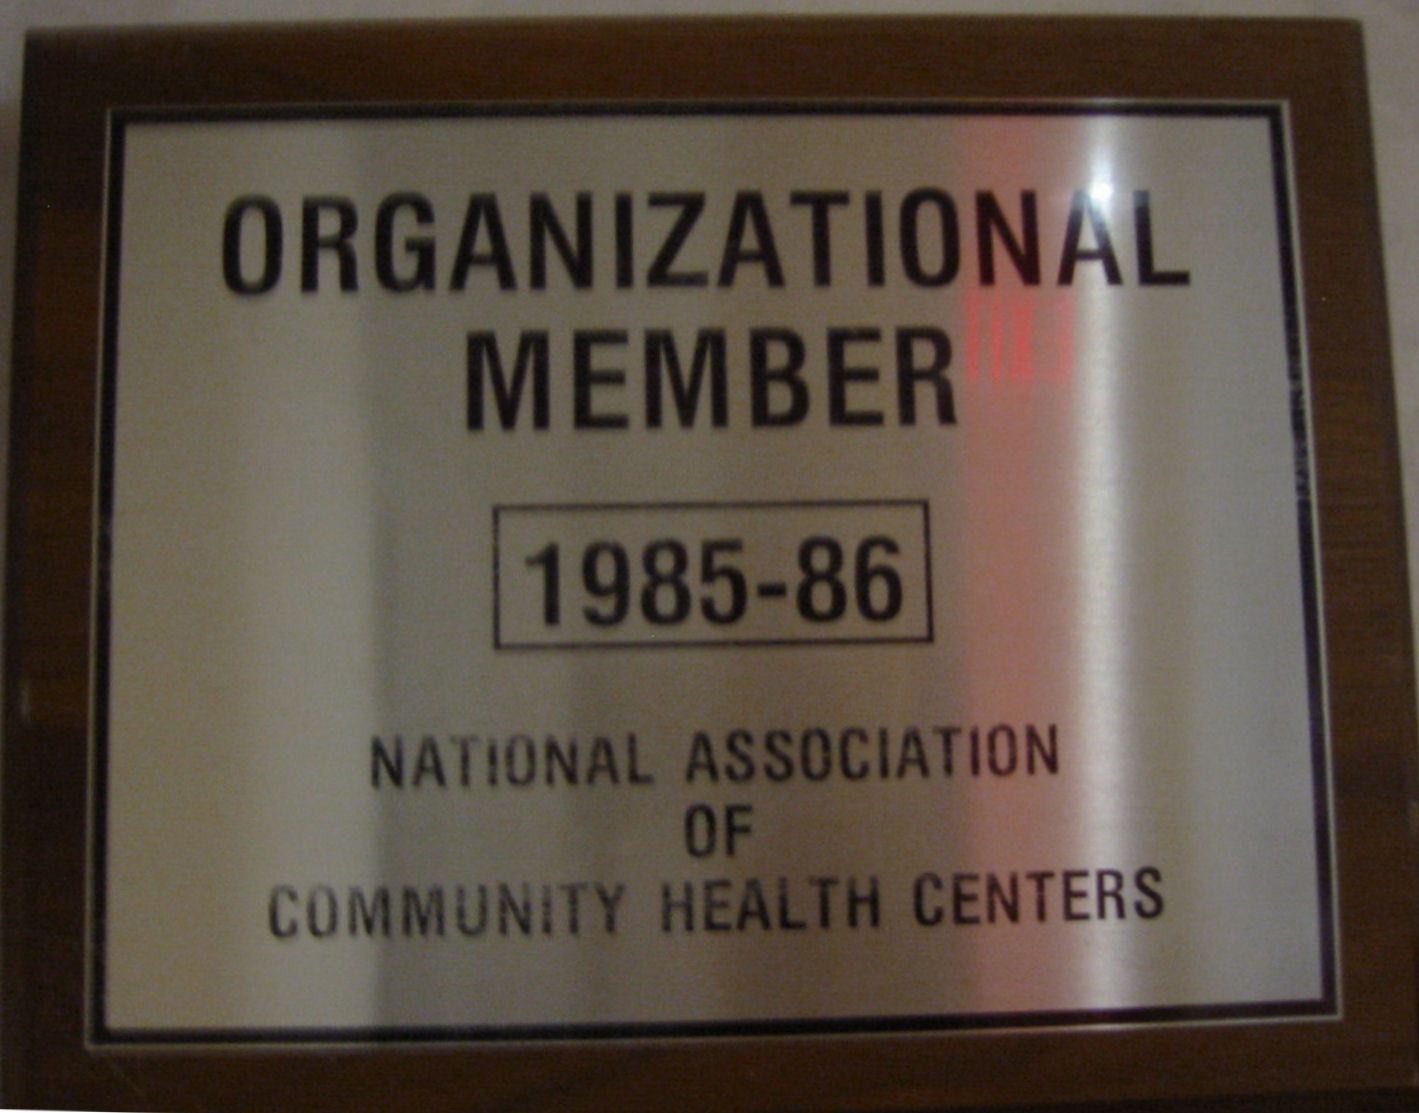 ORGANIZATIONAL
MEMBER
1985-86
NATIONAL ASSOCIATION
OF
COMMUNITY HEALTH CENTERS